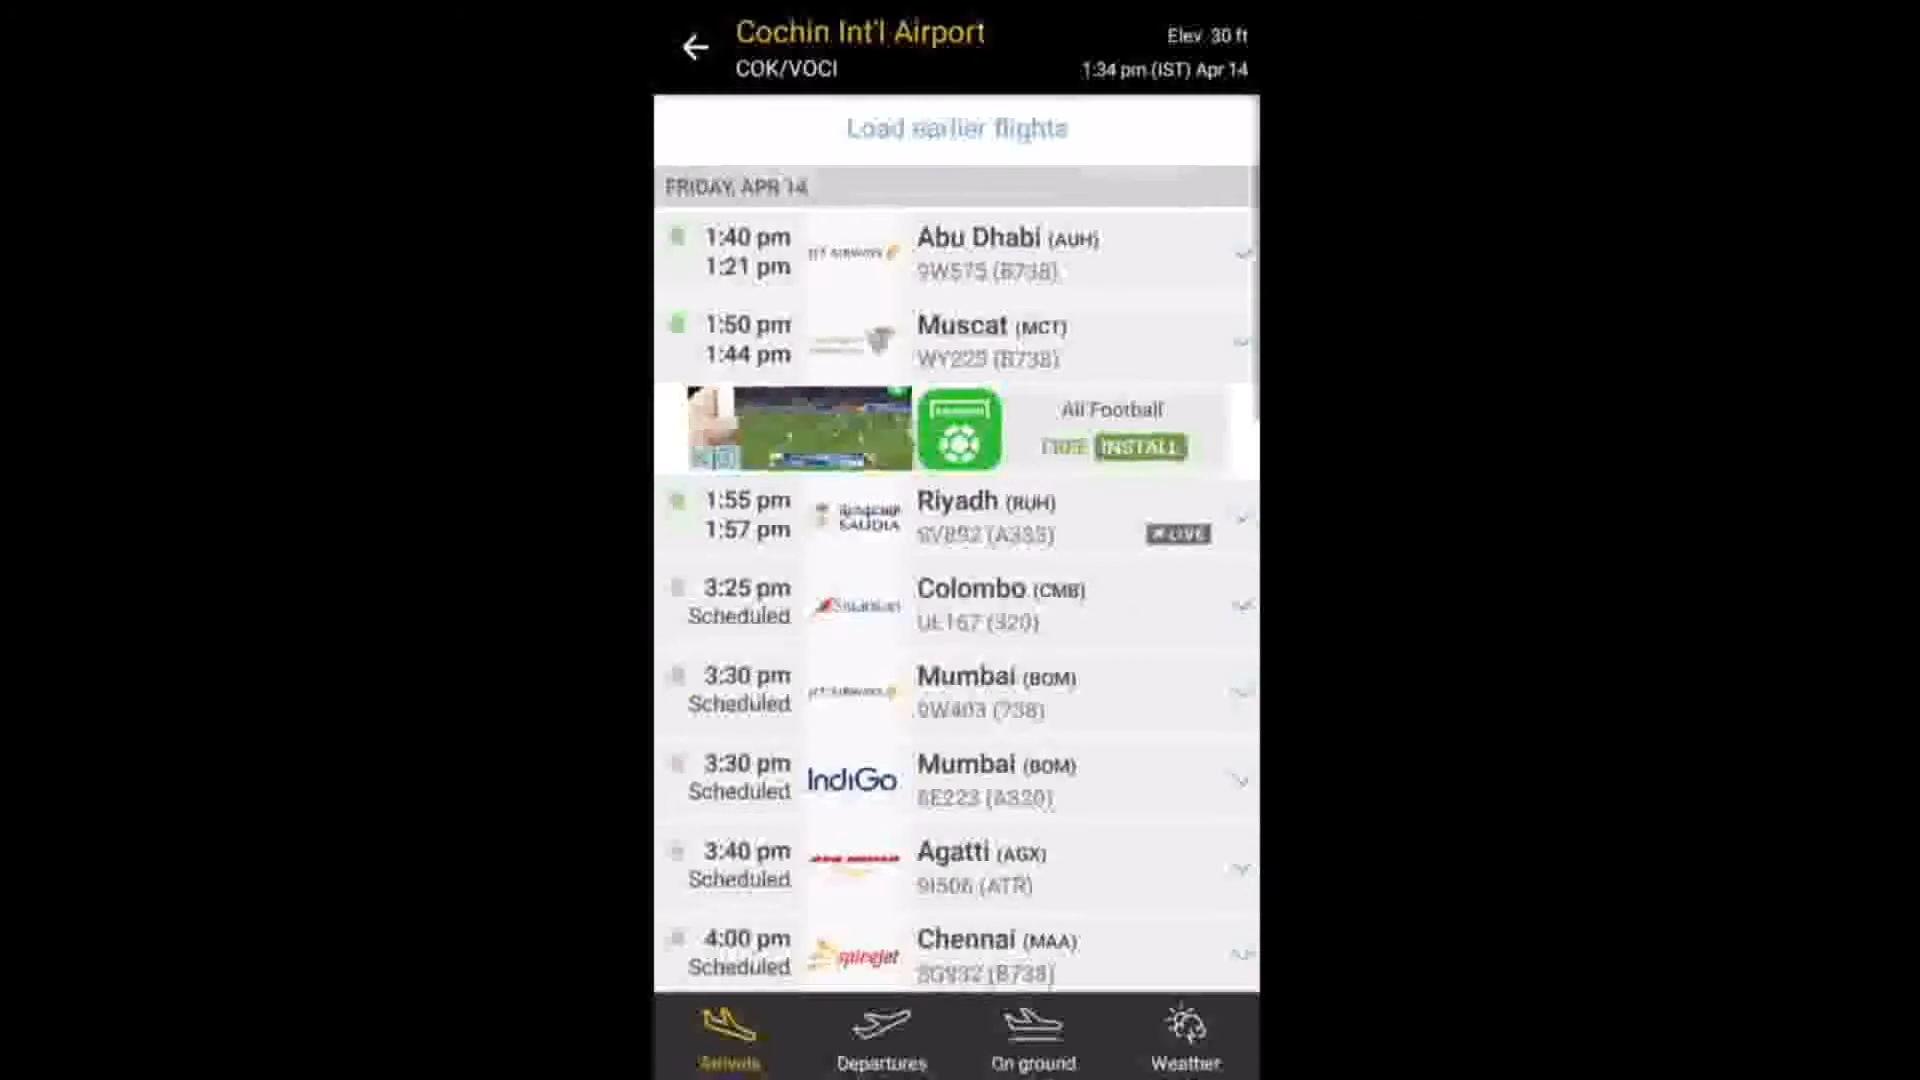 Cochin Int'l Airport
Elev 30 ft
COK/VOCI
1:34 pm (IST) Apr 14
Load earlier flights
FRIDAY, APR 14
1:40 pm
1:21 pm
JET AIRWAYS
Abu Dhabi (AUH)
9W575 (B738)
1:50 pm
1:44 pm
Muscat (MCT)
WY225 (B738)
All Football
FREE INSTALL
1:55 pm
1:57 pm
SAUDIA
Riyadh (RUH)
SV892 (A333)
LIVE
3:25 pm
Scheduled
SriLankan
Colombo (CMB)
UL167 (320)
3:30 pm
Scheduled
JET AIRWAYS
Mumbai (BOM)
9W403 (738)
3:30 pm
Scheduled
IndiGo
Mumbai (BOM)
6E223 (A320)
3:40 pm
Scheduled
Agatti (AGX)
9I506 (ATR)
4:00 pm
Scheduled
spicejet
Chennai (MAA)
SG932 (B738)
Arrivals
Departures
On ground
Weather